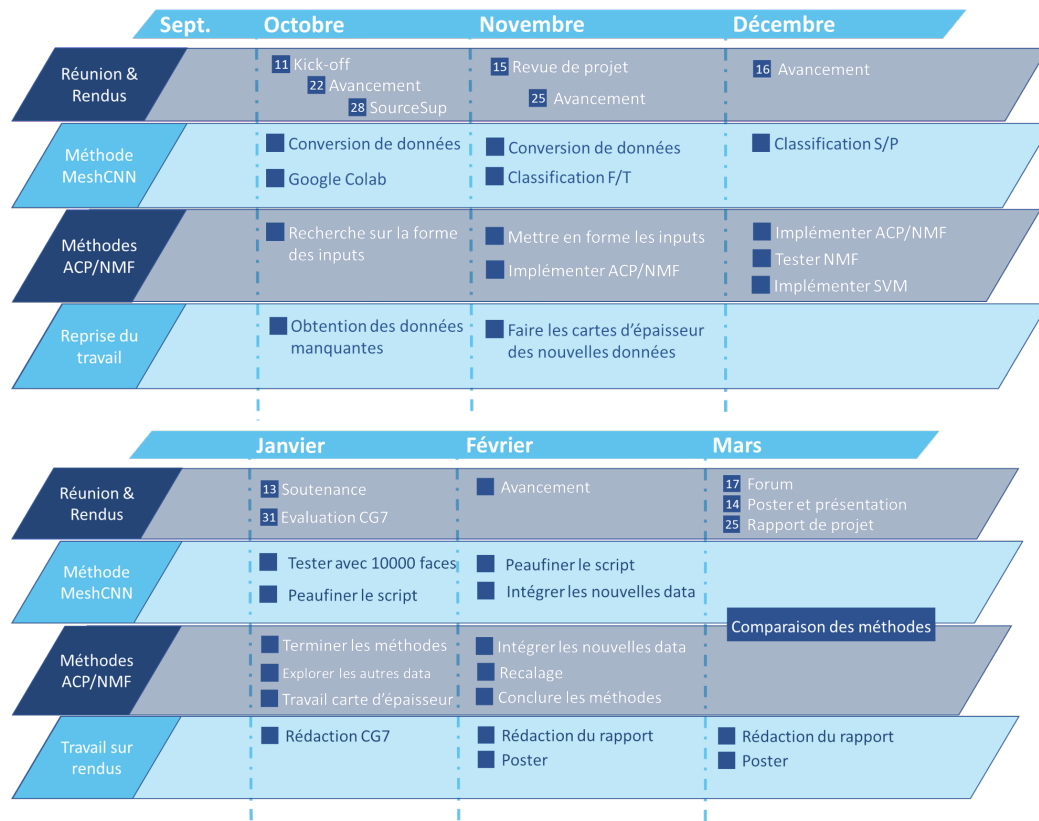 Sept. Octobre Novembre Décembre
Réunion &
Rendus
11 Kick-off
22 Avancement
28 SourceSup
15 Revue de projet
25 Avancement
16 Avancement
Méthode
MeshCNN
Conversion de données
Google Colab
Conversion de données
Classification F/T
Classification S/P
Méthodes
ACP/NMF
Recherche sur la forme
des inputs
Mettre en forme les inputs
Implémenter ACP/NMF
Implémenter ACP/NMF
Tester NMF
Implémenter SVM
Reprise du
travail
Obtention des données
manquantes
Faire les cartes d'épaisseur
des nouvelles données
Janvier Février Mars
Réunion &
Rendus
13 Soutenance
31 Evaluation CG7
Avancement
17 Forum
14 Poster et présentation
25 Rapport de projet
Méthode
MeshCNN
Tester avec 10000 faces
Peaufiner le script
Peaufiner le script
Intégrer les nouvelles data
Comparaison des méthodes
Méthodes
ACP/NMF
Terminer les méthodes
Explorer les autres data
Travail carte d'épaisseur
Intégrer les nouvelles data
Recalage
Conclure les méthodes
Travail sur
rendus
Rédaction CG7
Rédaction du rapport
Poster
Rédaction du rapport
Poster